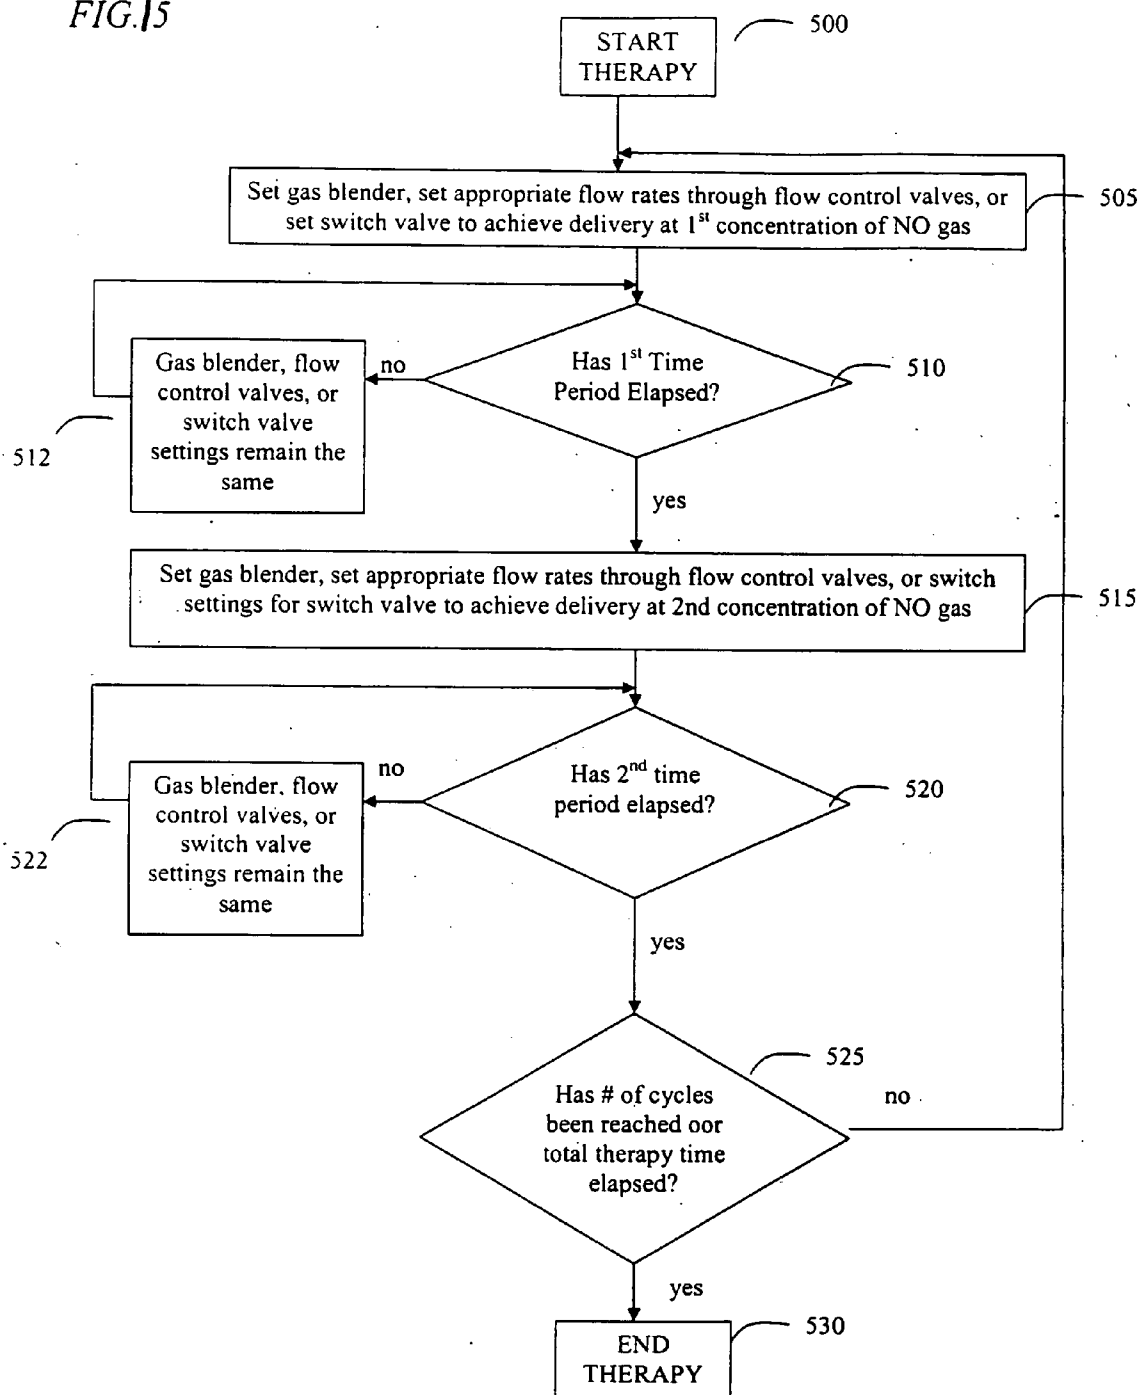 FIG.15
500
START
THERAPY
Set gas blender, set appropriate flow rates through flow control valves, or
set switch valve to achieve delivery at 1st concentration of NO gas
505
Has 1st Time
Period Elapsed?
510
no
Gas blender, flow
control valves, or
switch valve
settings remain the
same
512
yes
Set gas blender, set appropriate flow rates through flow control valves, or switch
settings for switch valve to achieve delivery at 2nd concentration of NO gas
515
Has 2nd time
period elapsed?
520
no
Gas blender, flow
control valves, or
switch valve
settings remain the
same
522
yes
525
Has # of cycles
been reached oor
total therapy time
elapsed?
no
yes
530
END
THERAPY